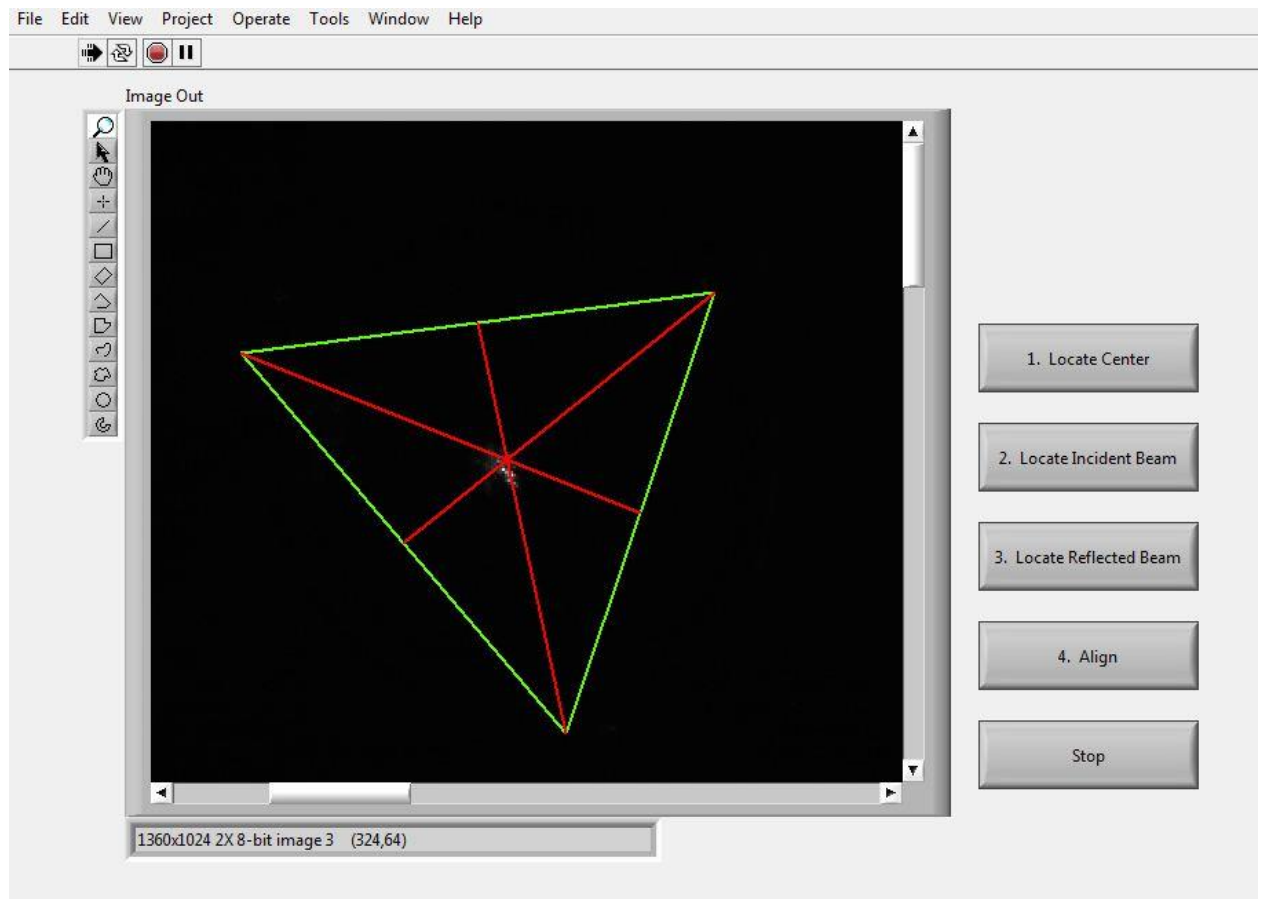 File Edit View Project Operate Tools Window Help
Image Out
1. Locate Center
2. Locate Incident Beam
3. Locate Reflected Beam
4. Align
Stop
1360x1024 2X 8-bit image 3 (324,64)